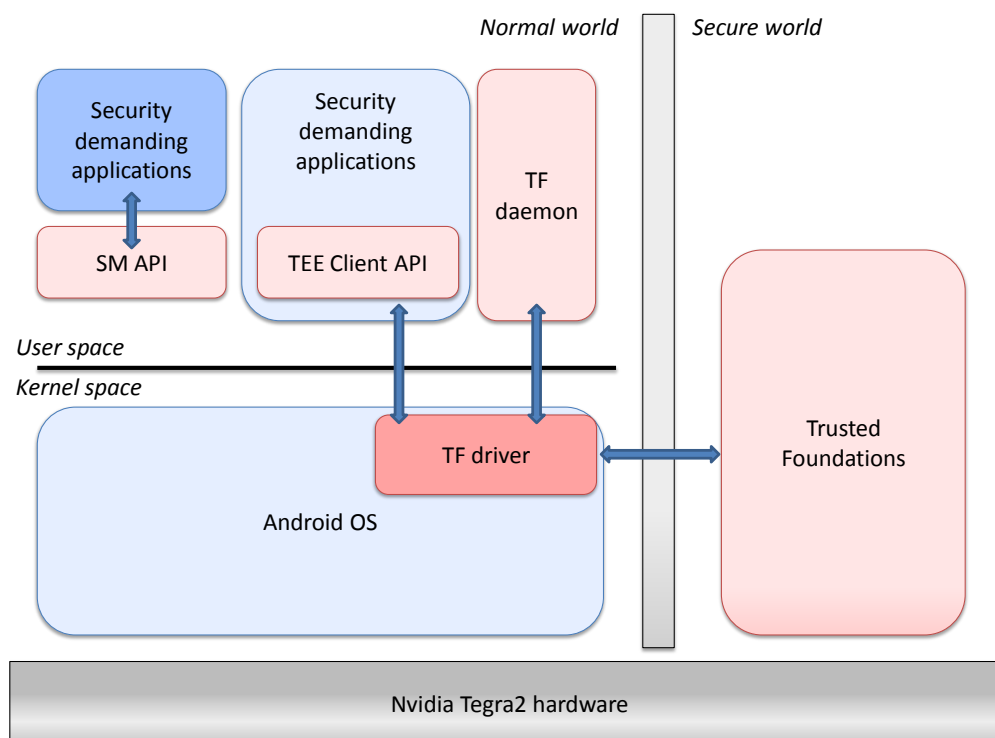 Normal world
Secure world
Security
demanding
applications
Security
demanding
applications
TF
daemon
SM API
TEE Client API
User space
Kernel space
TF driver
Android OS
Trusted
Foundations
Nvidia Tegra2 hardware